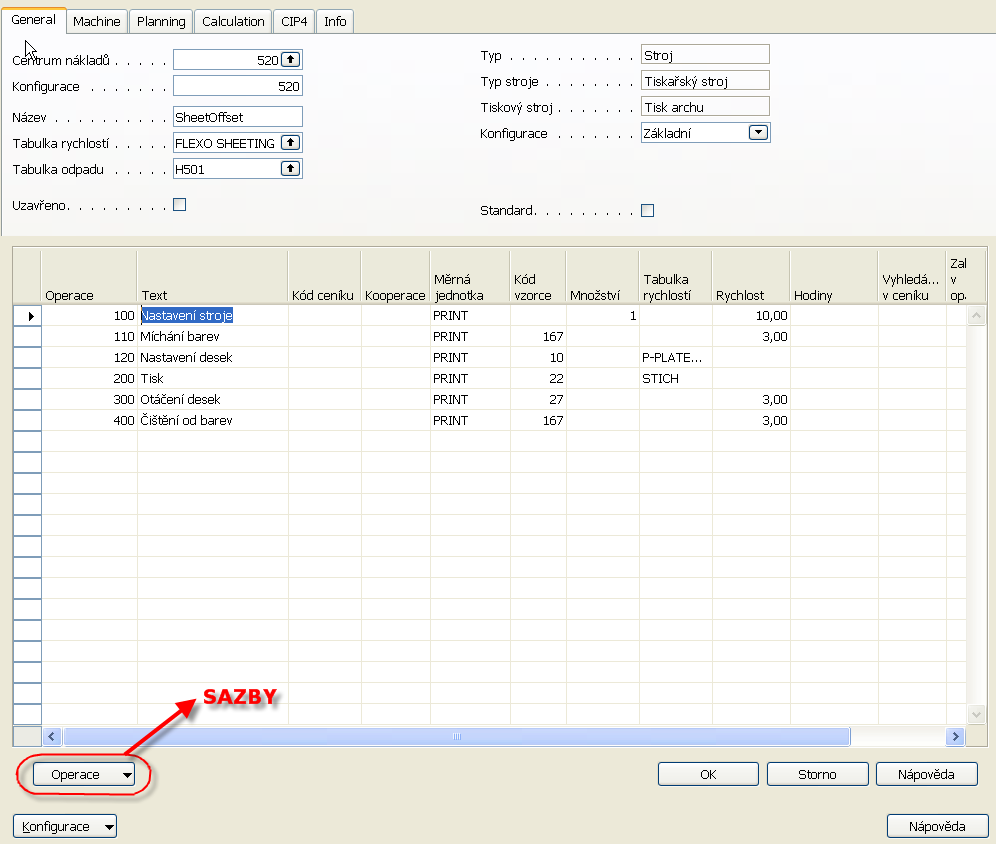 General Machine Planning Calculation CIP4 Info
Centrum nákladů . . . . . 520 Typ . . . . . . . . . . . Stroj
Konfigurace . . . . . . . 520 Typ stroje . . . . . . . . Tiskařský stroj
Název . . . . . . . . . . SheetOffset Tiskový stroj . . . . . . . Tisk archu
Tabulka rychlostí . . . . . FLEXO SHEETING Konfigurace . . . . . . . Základní
Tabulka odpadu . . . . . H501
Uzavřeno. . . . . . . . . Standard. . . . . . . . .
Operace Text Kód ceníku Kooperace Měrná jednotka Kód vzorce Množství Tabulka rychlostí Rychlost Hodiny Vyhledá... v ceníku
100 Nastavení stroje PRINT 1 10,00
110 Míchání barev PRINT 167 3,00
120 Nastavení desek PRINT 10 P-PLATE...
200 Tisk PRINT 22 STICH
300 Otáčení desek PRINT 27 3,00
400 Čištění od barev PRINT 167 3,00
SAZBY
Operace OK Storno Nápověda
Konfigurace Nápověda